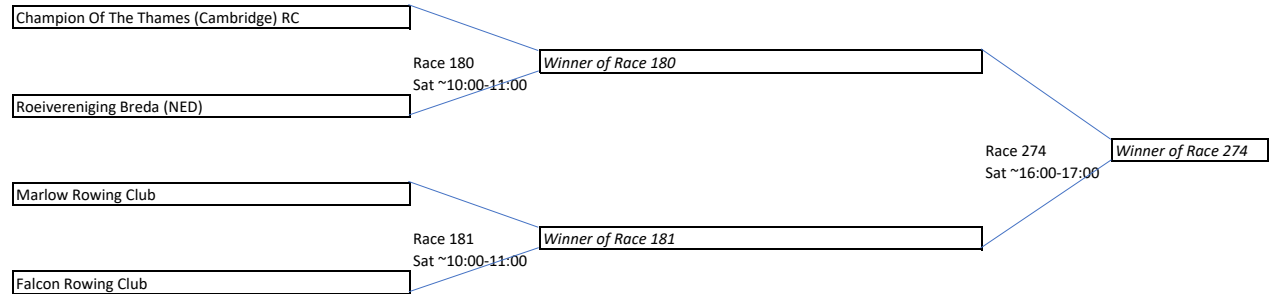 Champion Of The Thames (Cambridge) RC
Race 180
Sat ~10:00-11:00
Winner of Race 180
Roeivereniging Breda (NED)
Race 274
Sat ~16:00-17:00
Winner of Race 274
Marlow Rowing Club
Race 181
Sat ~10:00-11:00
Winner of Race 181
Falcon Rowing Club